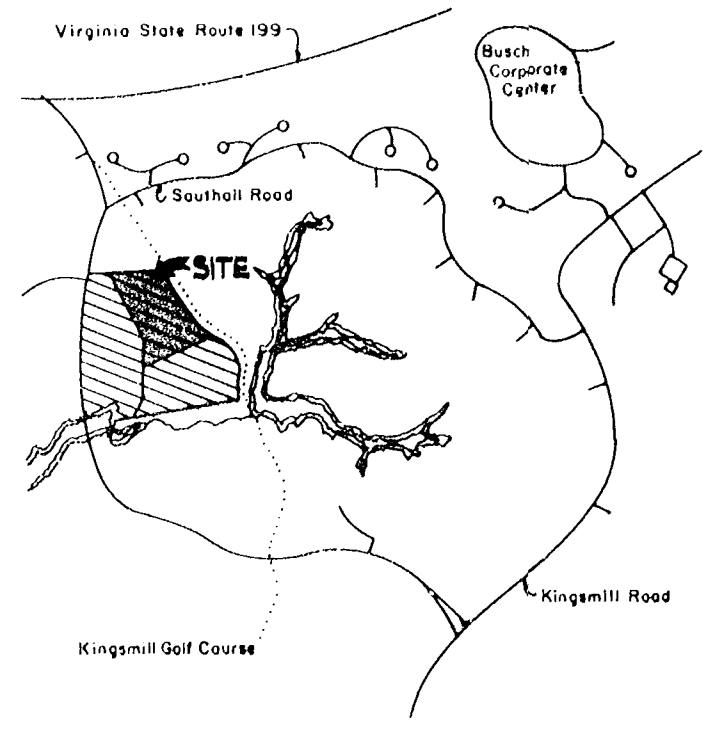 Virginia State Route 199
Busch
Corporate
Center
Southall Road
SITE
Kingsmill Road
Kingsmill Golf Course